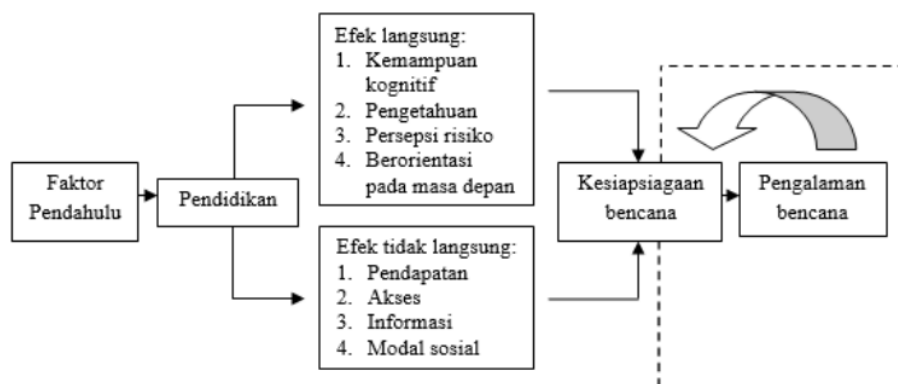 Faktor
Pendahulu
Pendidikan
Efek langsung:
1. Kemampuan
kognitif
2. Pengetahuan
3. Persepsi risiko
4. Berorientasi
pada masa depan
Efek tidak langsung:
1. Pendapatan
2. Akses
3. Informasi
4. Modal sosial
Kesiapsiagaan
bencana
Pengalaman
bencana